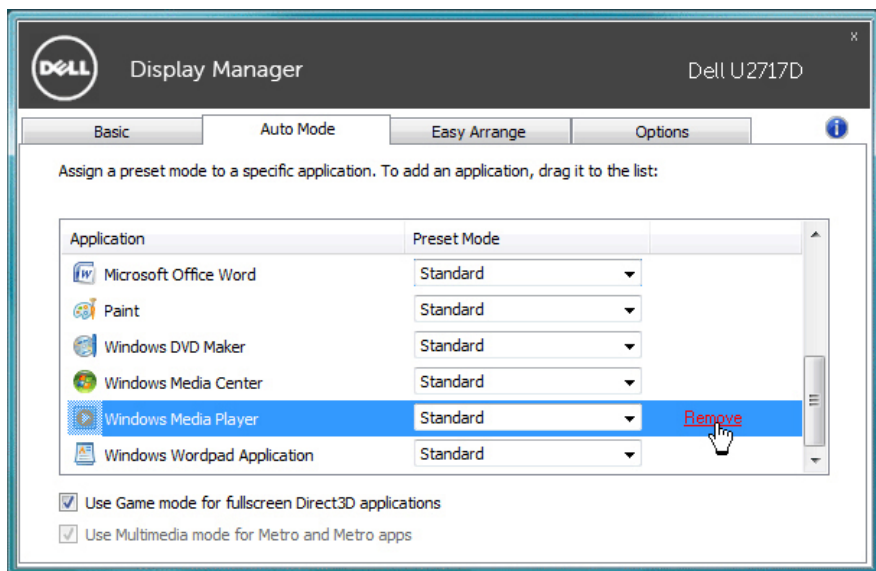 DELL Display Manager Dell U2717D x
Basic Auto Mode Easy Arrange Options i
Assign a preset mode to a specific application. To add an application, drag it to the list:
Application Preset Mode
Microsoft Office Word Standard
Paint Standard
Windows DVD Maker Standard
Windows Media Center Standard
Windows Media Player Standard Remove
Windows Wordpad Application Standard
Use Game mode for fullscreen Direct3D applications
Use Multimedia mode for Metro and Metro apps